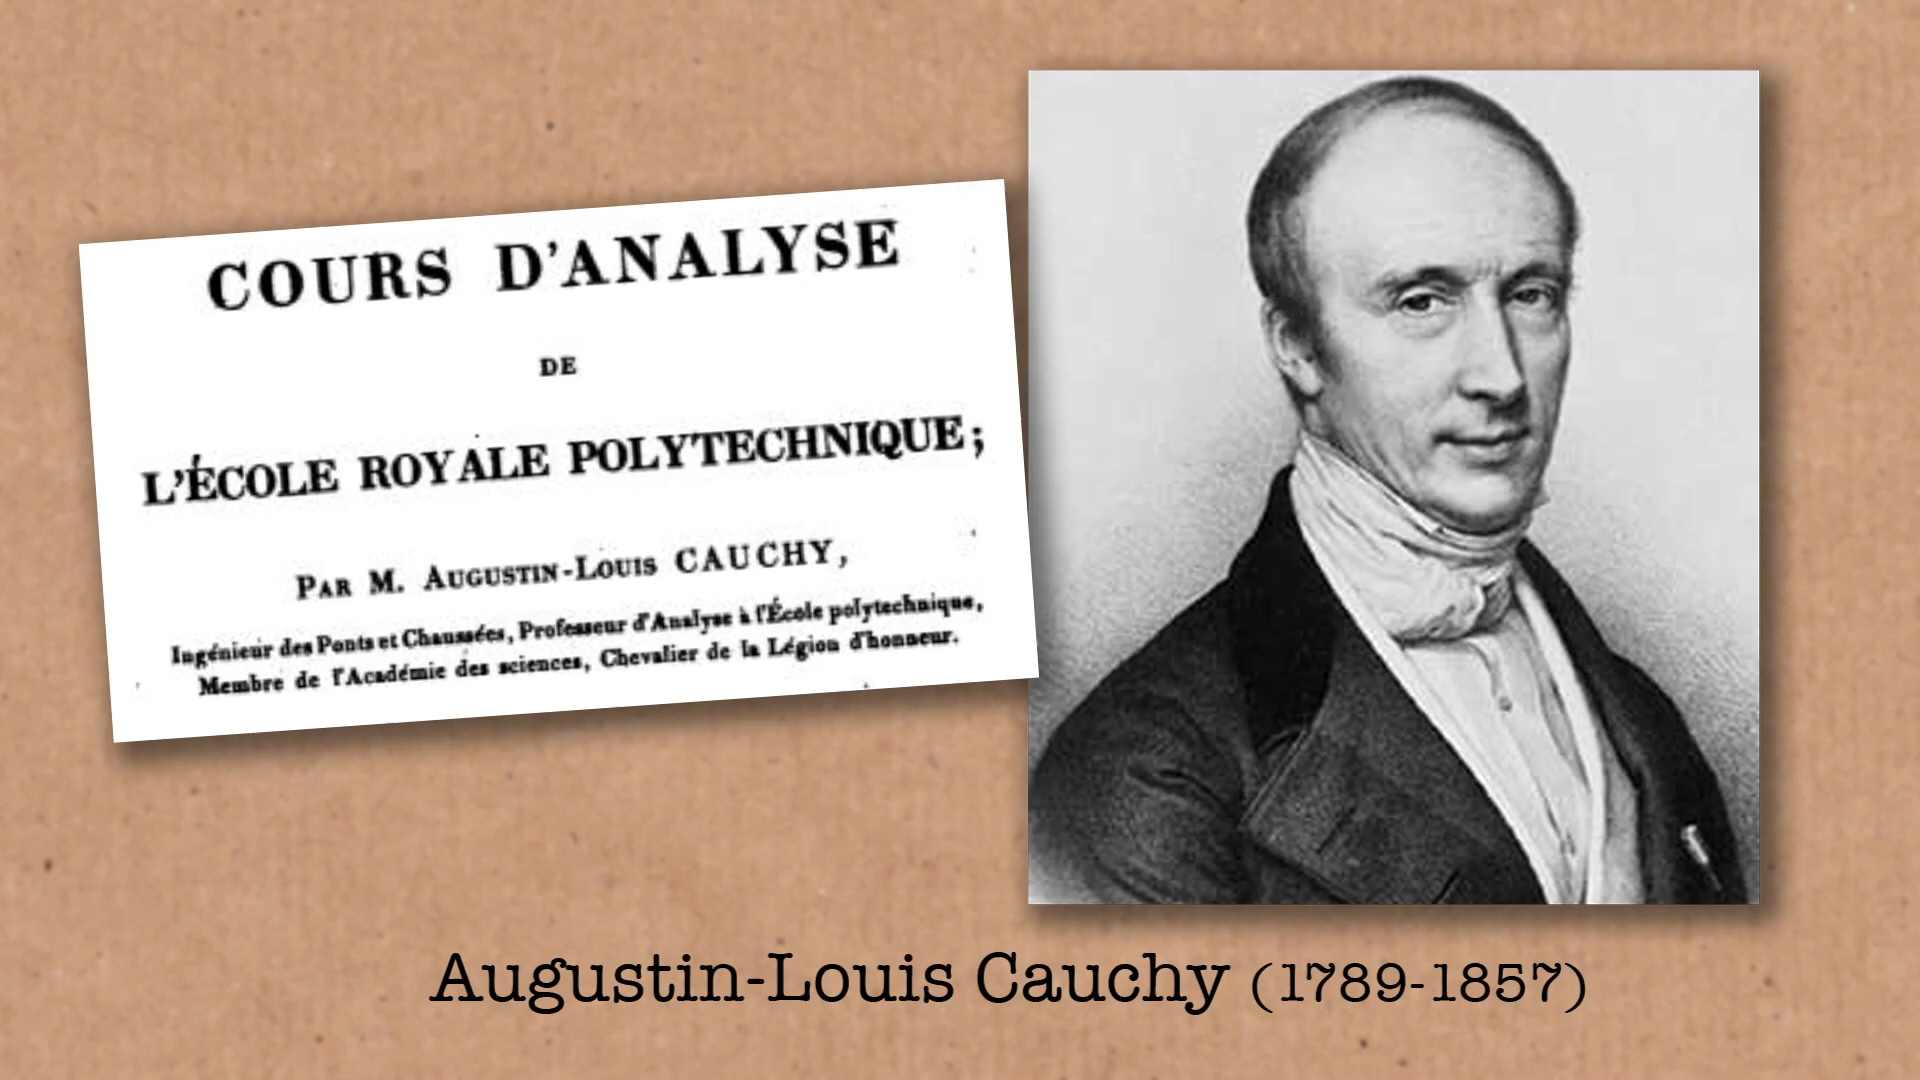 COURS D'ANALYSE
DE
L'ÉCOLE ROYALE POLYTECHNIQUE;
PAR M. AUGUSTIN-LOUIS CAUCHY,
Ingénieur des Ponts et Chaussées, Professeur d'Analyse à l'École polytechnique,
Membre de l'Académie des sciences, Chevalier de la Légion d'honneur.
Augustin-Louis Cauchy (1789-1857)